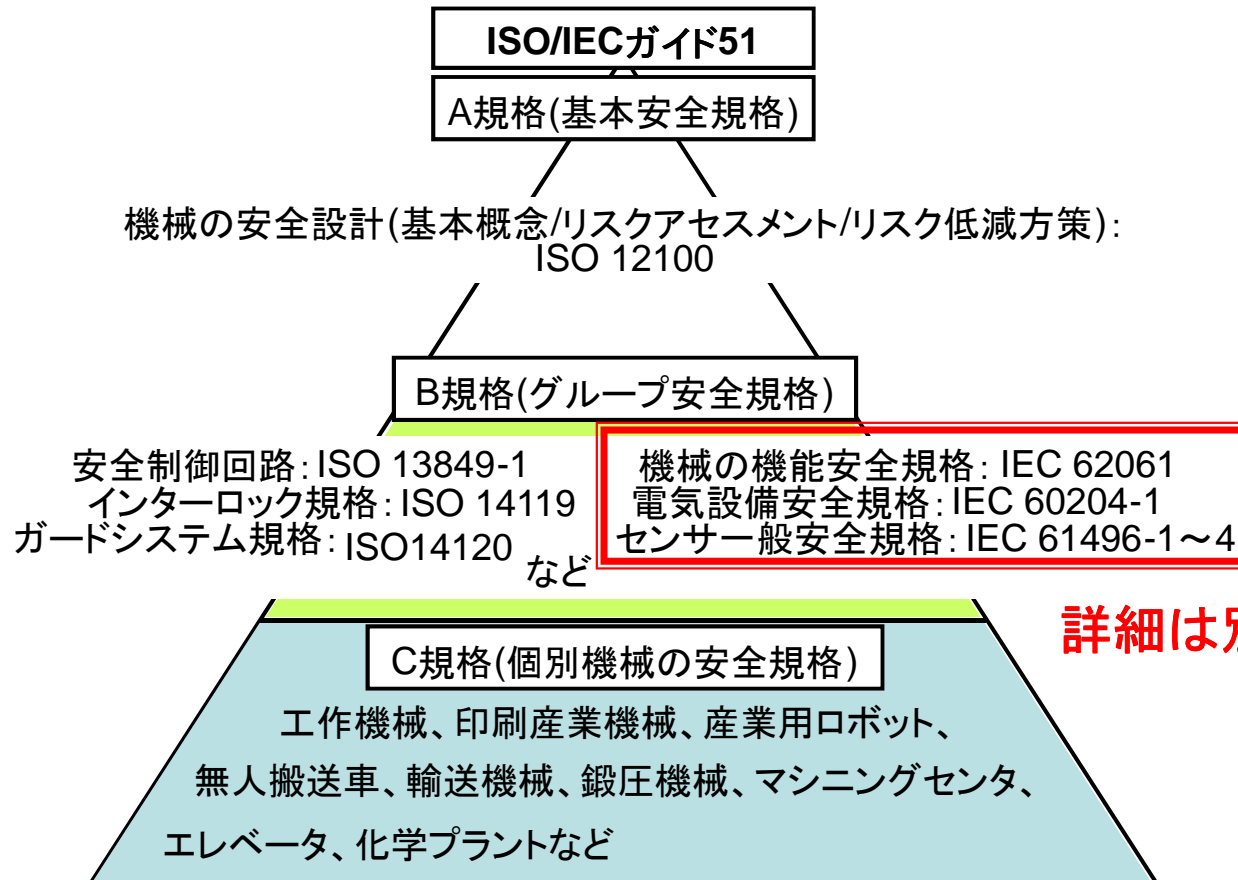 ISO/IECガイド51
A規格(基本安全規格)
機械の安全設計(基本概念/リスクアセスメント/リスク低減方策):
ISO 12100
B規格(グループ安全規格)
安全制御回路:ISO 13849-1
インターロック規格:ISO 14119
ガードシステム規格:ISO14120
など
機械の機能安全規格:IEC 62061
電気設備安全規格:IEC 60204-1
センサ一般安全規格:IEC 61496-1~4
詳細は別
C規格(個別機械の安全規格)
工作機械、印刷産業機械、産業用ロボット、
無人搬送車、輸送機械、鍛圧機械、マシニングセンタ、
エレベータ、化学プラントなど